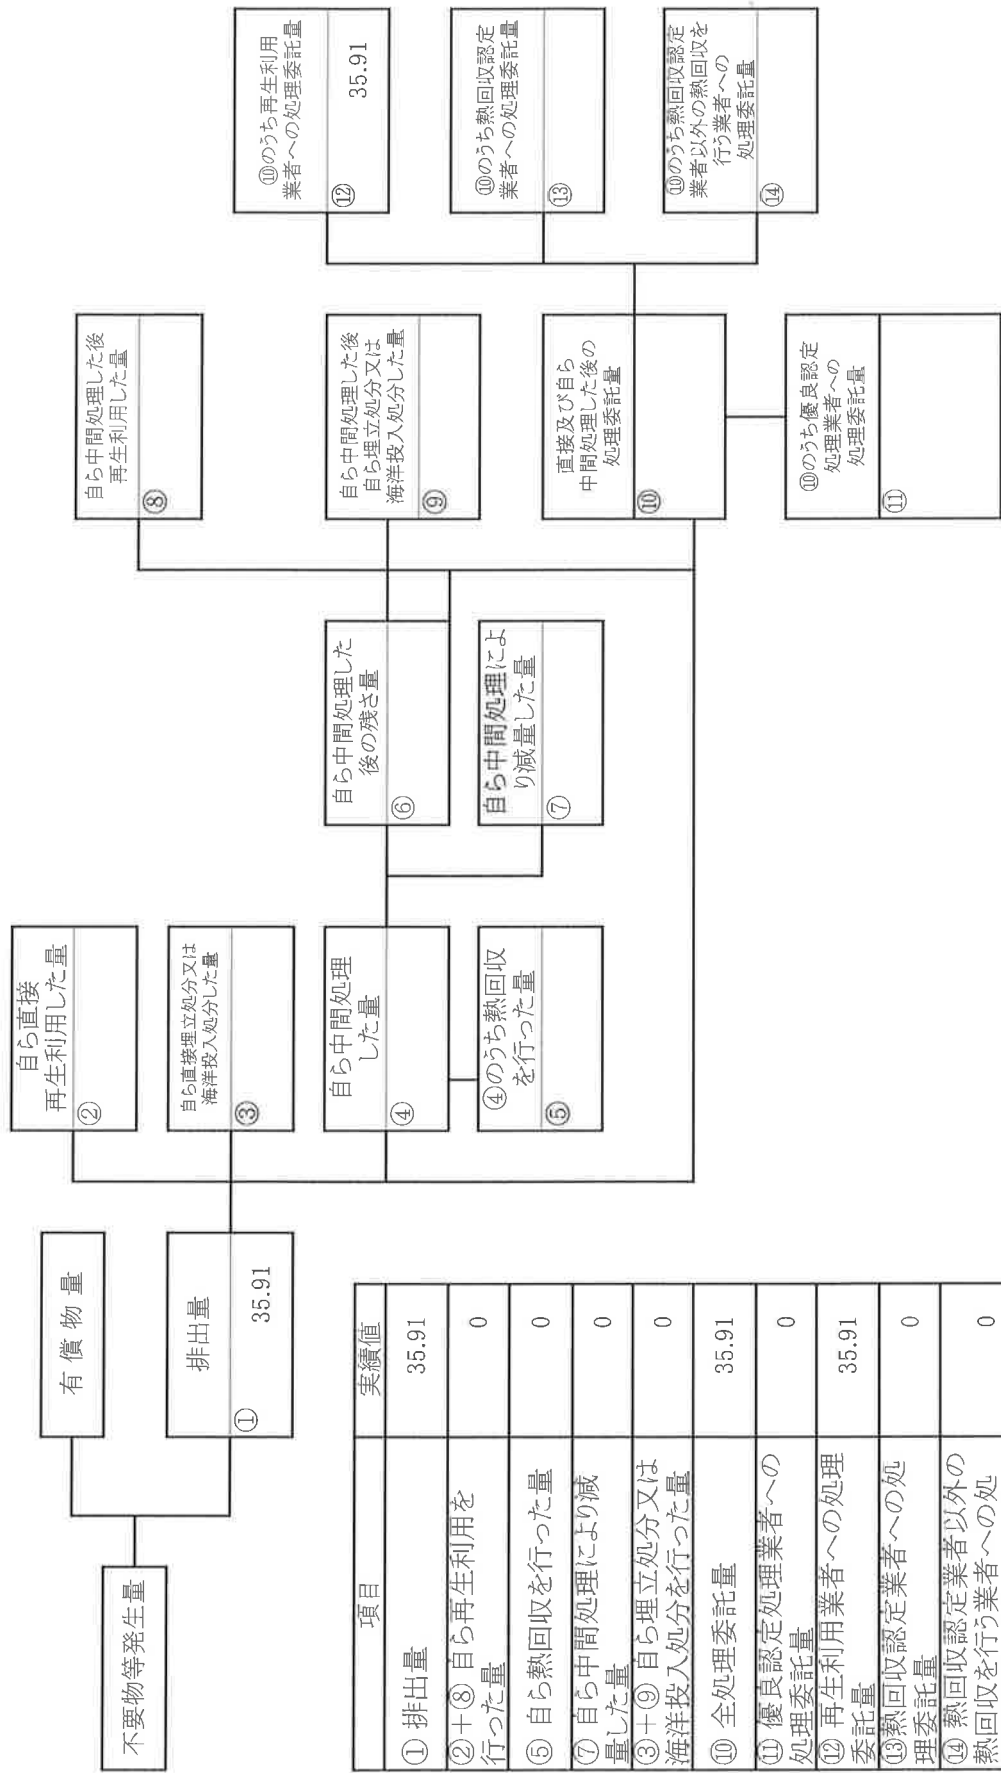 不要物等発生量
有償物量
排出量
①
35.91
自ら直接
再生利用した量
②
自ら直接埋立処分又は
海洋投入処分した量
③
自ら中間処理
した量
④
④のうち熱回収
を行った量
⑤
自ら中間処理した
後の残さ量
⑥
自ら中間処理によ
り減量した量
⑦
自ら中間処理した後
再生利用した量
⑧
自ら中間処理した後
自ら埋立処分又は
海洋投入処分した量
⑨
直接及び自ら
中間処理した後の
処理委託量
⑩
⑩のうち優良認定
処理業者への
処理委託量
⑪
⑩のうち再生利用
業者への処理委託量
⑫
35.91
⑩のうち熱回収認定
業者への処理委託量
⑬
⑩のうち熱回収認定
業者以外の熱回収を
行う業者への
処理委託量
⑭
項目 実績値
① 排出量 35.91
②+⑧ 自ら再生利用を
行った量 0
⑤ 自ら熱回収を行った量 0
⑦ 自ら中間処理により減
量した量 0
③+⑨ 自ら埋立処分又は
海洋投入処分を行った量 0
⑩ 全処理委託量 35.91
⑪ 優良認定処理業者への
処理委託量 0
⑫ 再生利用業者への処理
委託量 35.91
⑬熱回収認定業者への処
理委託量 0
⑭ 熱回収認定業者以外の
熱回収を行う業者への処 0